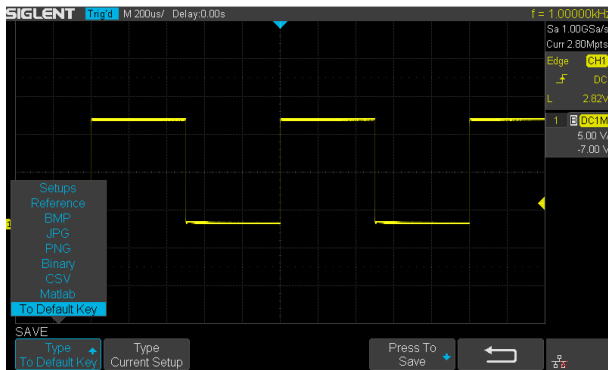 SIGLENT Trig'd M 200us/ Delay:0.00s f = 1.00000kHz
Sa 1.00GSa/s
Curr 2.80Mpts
Edge CH1
DC
L 2.82V
1 B DC1M
5.00 V/
-7.00 V
1
Setups
Reference
BMP
JPG
PNG
Binary
CSV
Matlab
To Default Key
SAVE
Type
To Default Key
Type
Current Setup
Press To
Save